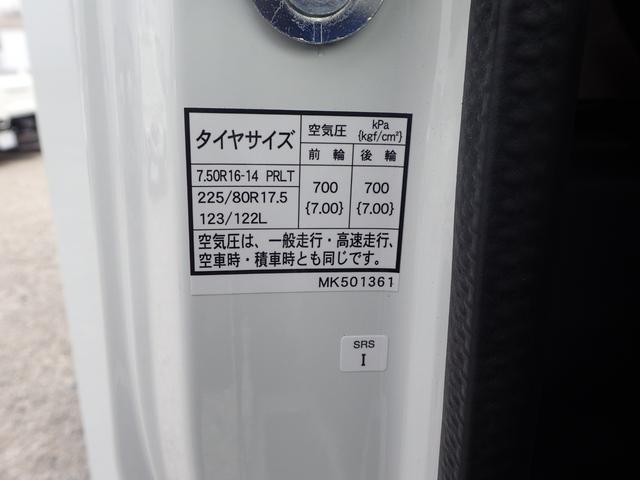 タイヤサイズ 空気圧 kPa {kgf/cm²}
前輪 後輪
7.50R16-14 PRLT 700 {7.00} 700 {7.00}
225/80R17.5
123/122L
空気圧は、一般走行・高速走行、
空車時・積車時とも同じです。
MK501361
SRS
I